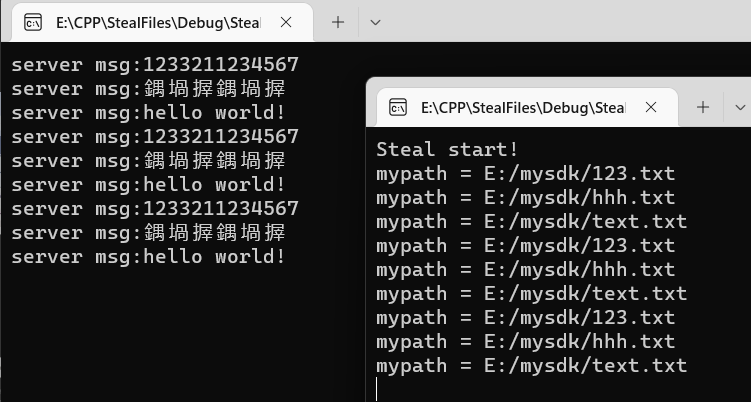 E:\CPP\StealFiles\Debug\Steal
server msg:1233211234567
server msg:鍝堝搱鍝堝搱
server msg:hello world!
server msg:1233211234567
server msg:鍝堝搱鍝堝搱
server msg:hello world!
server msg:1233211234567
server msg:鍝堝搱鍝堝搱
server msg:hello world!
E:\CPP\StealFiles\Debug\Steal
Steal start!
mypath = E:/mysdk/123.txt
mypath = E:/mysdk/hhh.txt
mypath = E:/mysdk/text.txt
mypath = E:/mysdk/123.txt
mypath = E:/mysdk/hhh.txt
mypath = E:/mysdk/text.txt
mypath = E:/mysdk/123.txt
mypath = E:/mysdk/hhh.txt
mypath = E:/mysdk/text.txt